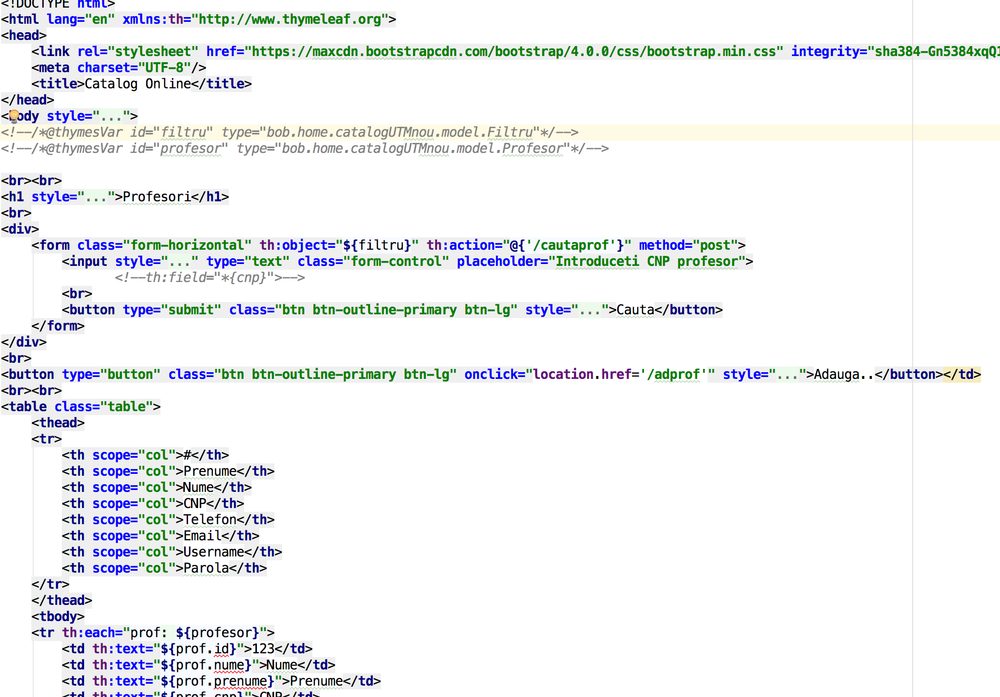 <!DOCTYPE html>
<html lang="en" xmlns:th="http://www.thymeleaf.org">
<head>
    <link rel="stylesheet" href="https://maxcdn.bootstrapcdn.com/bootstrap/4.0.0/css/bootstrap.min.css" integrity="sha384-Gn5384xqQ1
    <meta charset="UTF-8"/>
    <title>Catalog Online</title>
</head>
<body style="...">
<!--/*@thymesVar id="filtru" type="bob.home.catalogUTMnou.model.Filtru"*/-->
<!--/*@thymesVar id="profesor" type="bob.home.catalogUTMnou.model.Profesor"*/-->
<br><br>
<h1 style="...">Profesori</h1>
<br>
<div>
    <form class="form-horizontal" th:object="${filtru}" th:action="@{'/cautaprof'}" method="post">
        <input style="..." type="text" class="form-control" placeholder="Introduceti CNP profesor">
               <!--th:field="*{cnp}">-->
        <br>
        <button type="submit" class="btn btn-outline-primary btn-lg" style="...">Cauta</button>
    </form>
</div>
<br>
<button type="button" class="btn btn-outline-primary btn-lg" onclick="location.href='/adprof'" style="...">Adauga..</button></td>
<br><br>
<table class="table">
    <thead>
    <tr>
        <th scope="col">#</th>
        <th scope="col">Prenume</th>
        <th scope="col">Nume</th>
        <th scope="col">CNP</th>
        <th scope="col">Telefon</th>
        <th scope="col">Email</th>
        <th scope="col">Username</th>
        <th scope="col">Parola</th>
    </tr>
    </thead>
    <tbody>
    <tr th:each="prof: ${profesor}">
        <td th:text="${prof.id}">123</td>
        <td th:text="${prof.nume}">Nume</td>
        <td th:text="${prof.prenume}">Prenume</td>
        <td th:text="${prof.cnp}">CNP</td>